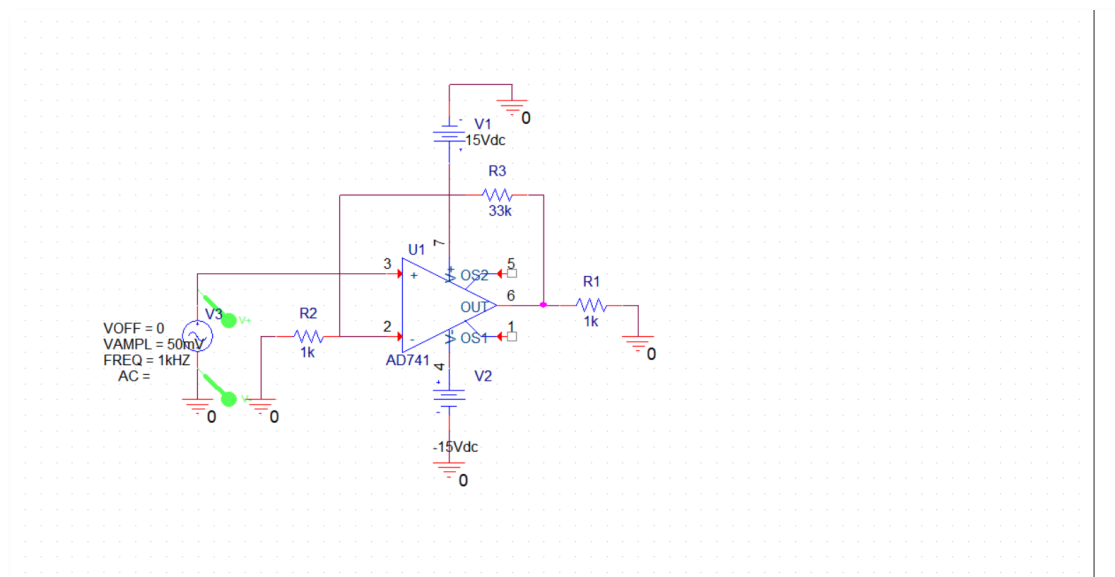 0
V1
15Vdc
R3
33k
7
U1
3
+
V+
OS2
5
V3
V+
R2
1k
2
-
OUT
6
R1
1k
0
VOFF = 0
VAMPL = 50mV
FREQ = 1kHZ
AC =
V-
OS1
1
AD741
4
V2
V-
0
0
-15Vdc
0